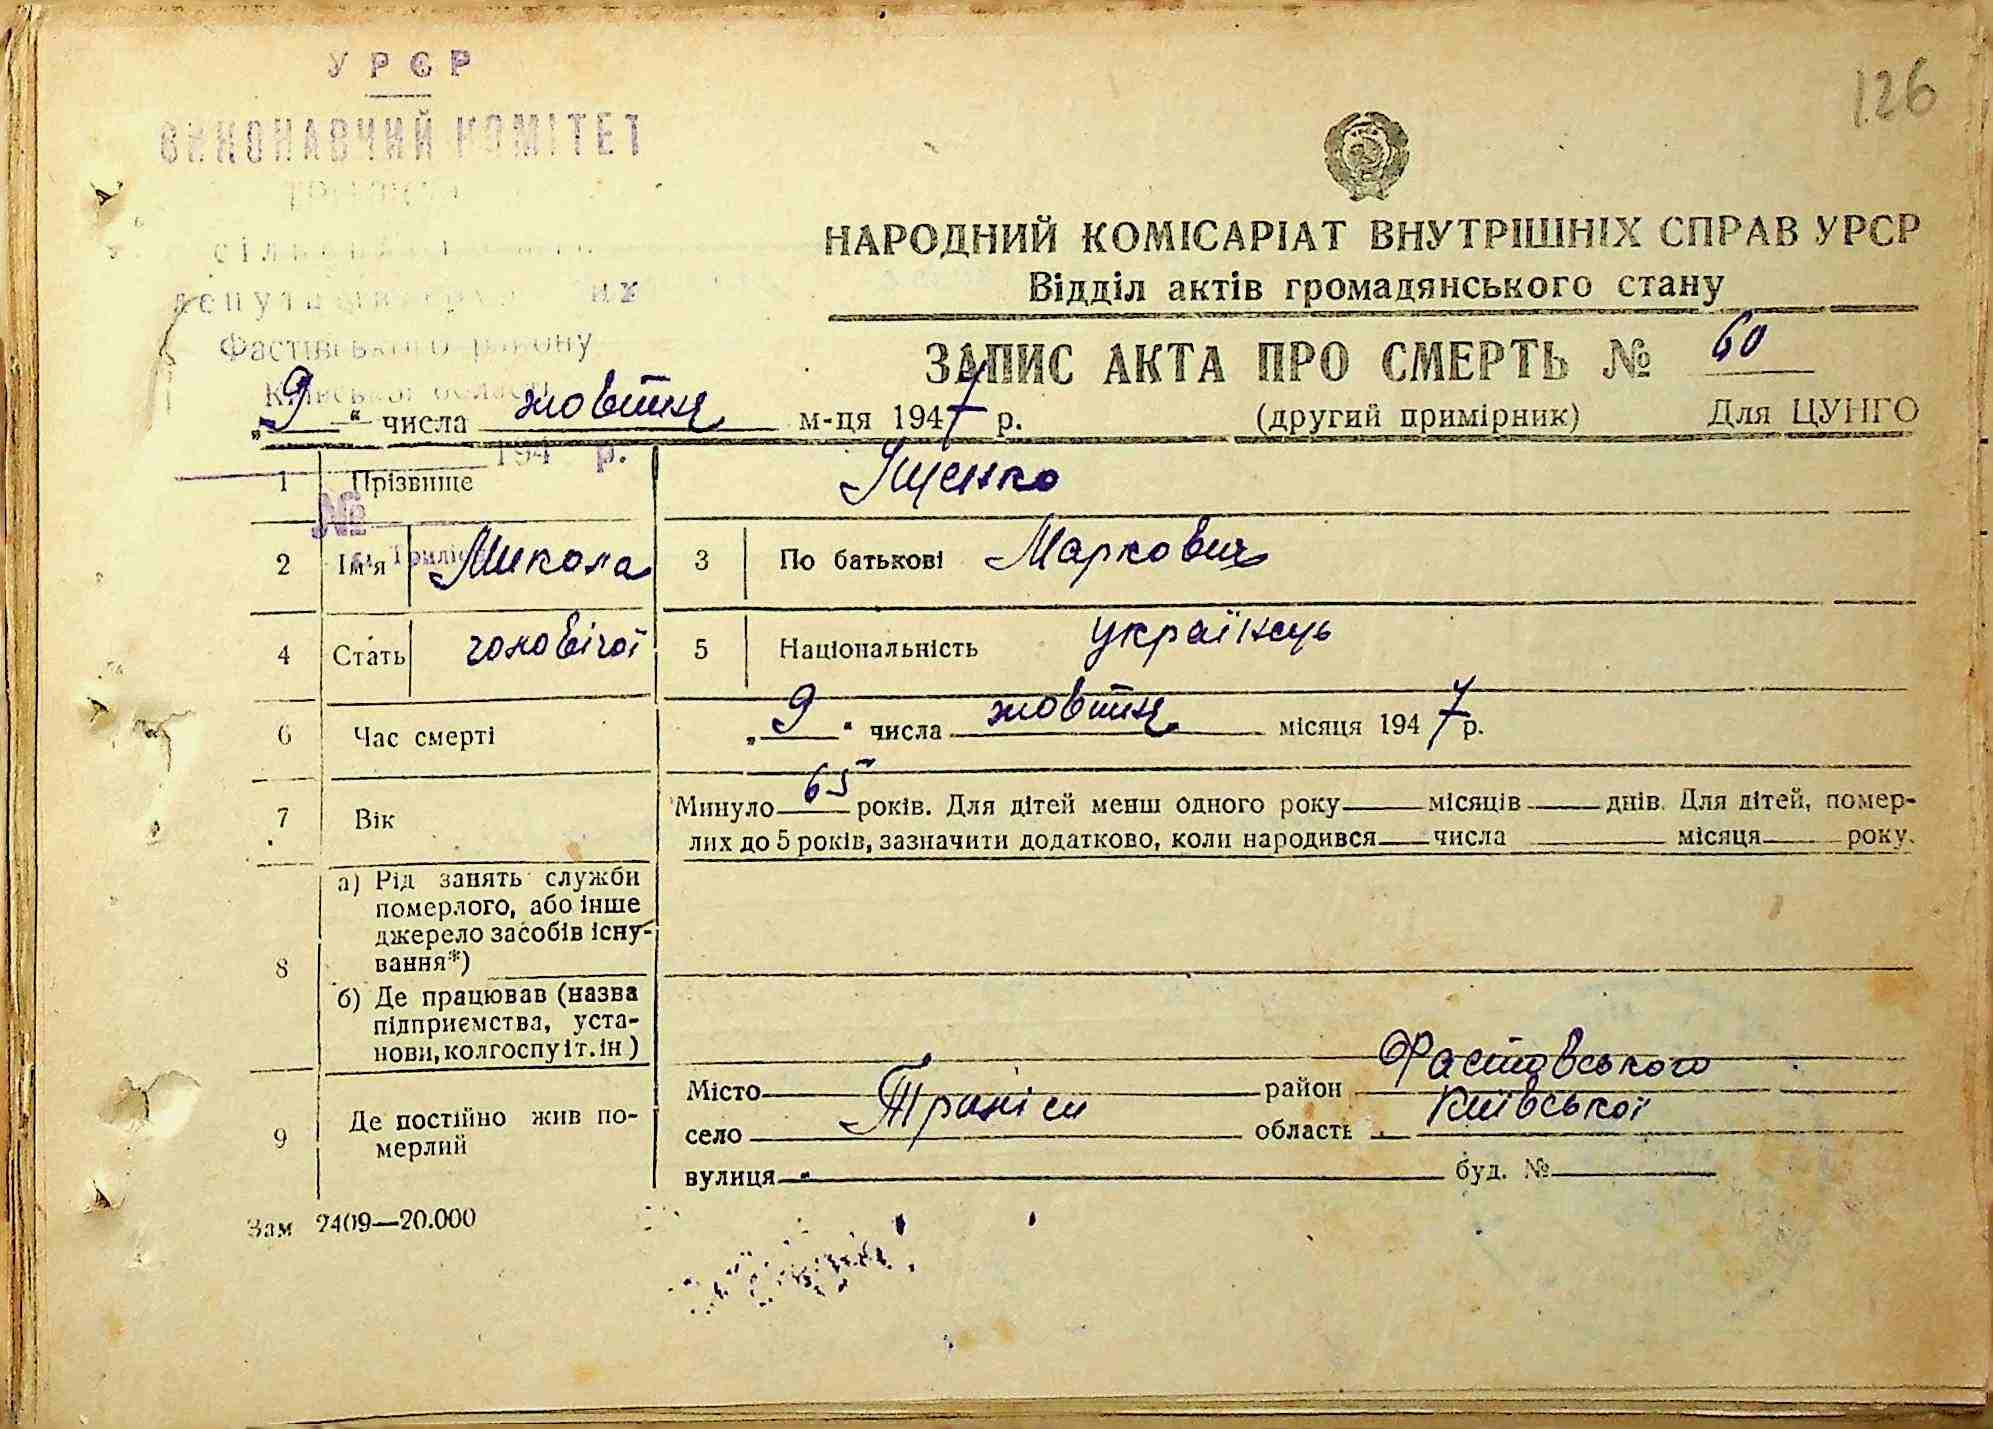 УРСР
ВИКОНАВЧИЙ КОМІТЕТ
126
Фастівського району
Київської області
194 р.
№
с. Триліси
НАРОДНИЙ КОМІСАРІАТ ВНУТРІШНІХ СПРАВ УРСР
Відділ актів громадянського стану
ЗАПИС АКТА ПРО СМЕРТЬ № 60
„9“ числа жовтня м-ця 1947 р. (другий примірник) Для ЦУНГО
1 Прізвище Яценко
2 Ім'я Микола 3 По батькові Маркович
4 Стать чоловічої 5 Національність українець
6 Час смерті „9“ числа жовтня місяця 1947 р.
7 Вік Минуло 65 років. Для дітей менш одного року місяців днів. Для дітей, помер-
лих до 5 років, зазначити додатково, коли народився числа місяця року.
8 а) Рід занять служби
померлого, або інше
джерело засобів існу-
вання*)
б) Де працював (назва
підприємства, уста-
нови, колгоспу і т. ін)
9 Де постійно жив по-
мерлий
Місто район Фастовського
село Триліси область Київської
вулиця буд. №
Зам 2409—20.000